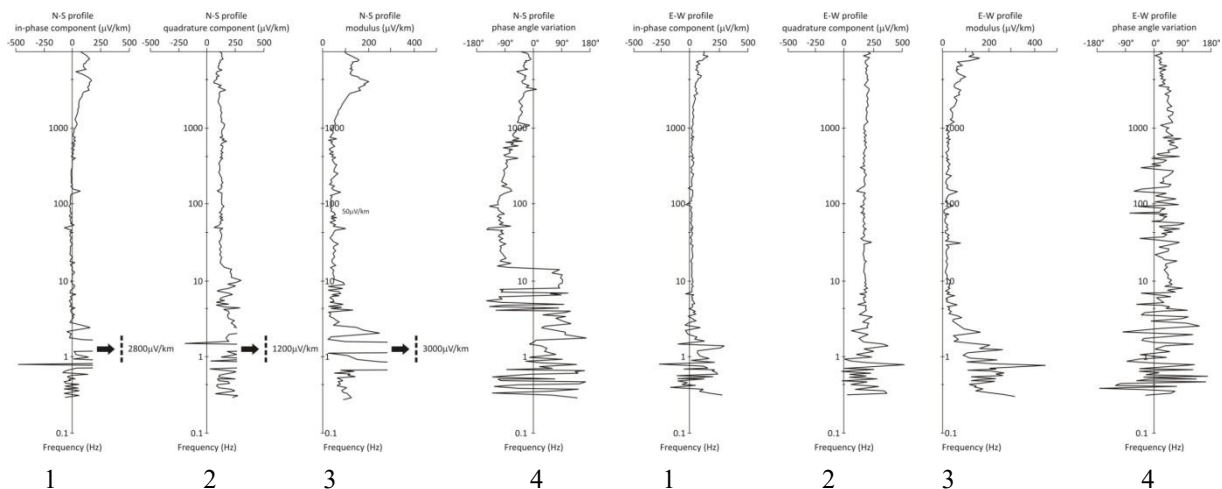 N-S profile
in-phase component (µV/km)
-500 -250 0 250 500
1000
100
10
1
0.1
2800µV/km
Frequency (Hz)
1
N-S profile
quadrature component (µV/km)
-500 -250 0 250 500
1000
100
10
1
0.1
1200µV/km
Frequency (Hz)
2
N-S profile
modulus (µV/km)
0 200 400
1000
100
50µV/km
10
1
0.1
3000µV/km
Frequency (Hz)
3
N-S profile
phase angle variation
-180° -90° 0 90° 180°
1000
100
10
1
0.1
Frequency (Hz)
4
E-W profile
in-phase component (µV/km)
-500 -250 0 250 500
1000
100
10
1
0.1
Frequency (Hz)
1
E-W profile
quadrature component (µV/km)
-500 -250 0 250 500
1000
100
10
1
0.1
Frequency (Hz)
2
E-W profile
modulus (µV/km)
0 200 400
1000
100
10
1
0.1
Frequency (Hz)
3
E-W profile
phase angle variation
-180° -90° 0° 90° 180°
1000
100
10
1
0.1
Frequency (Hz)
4